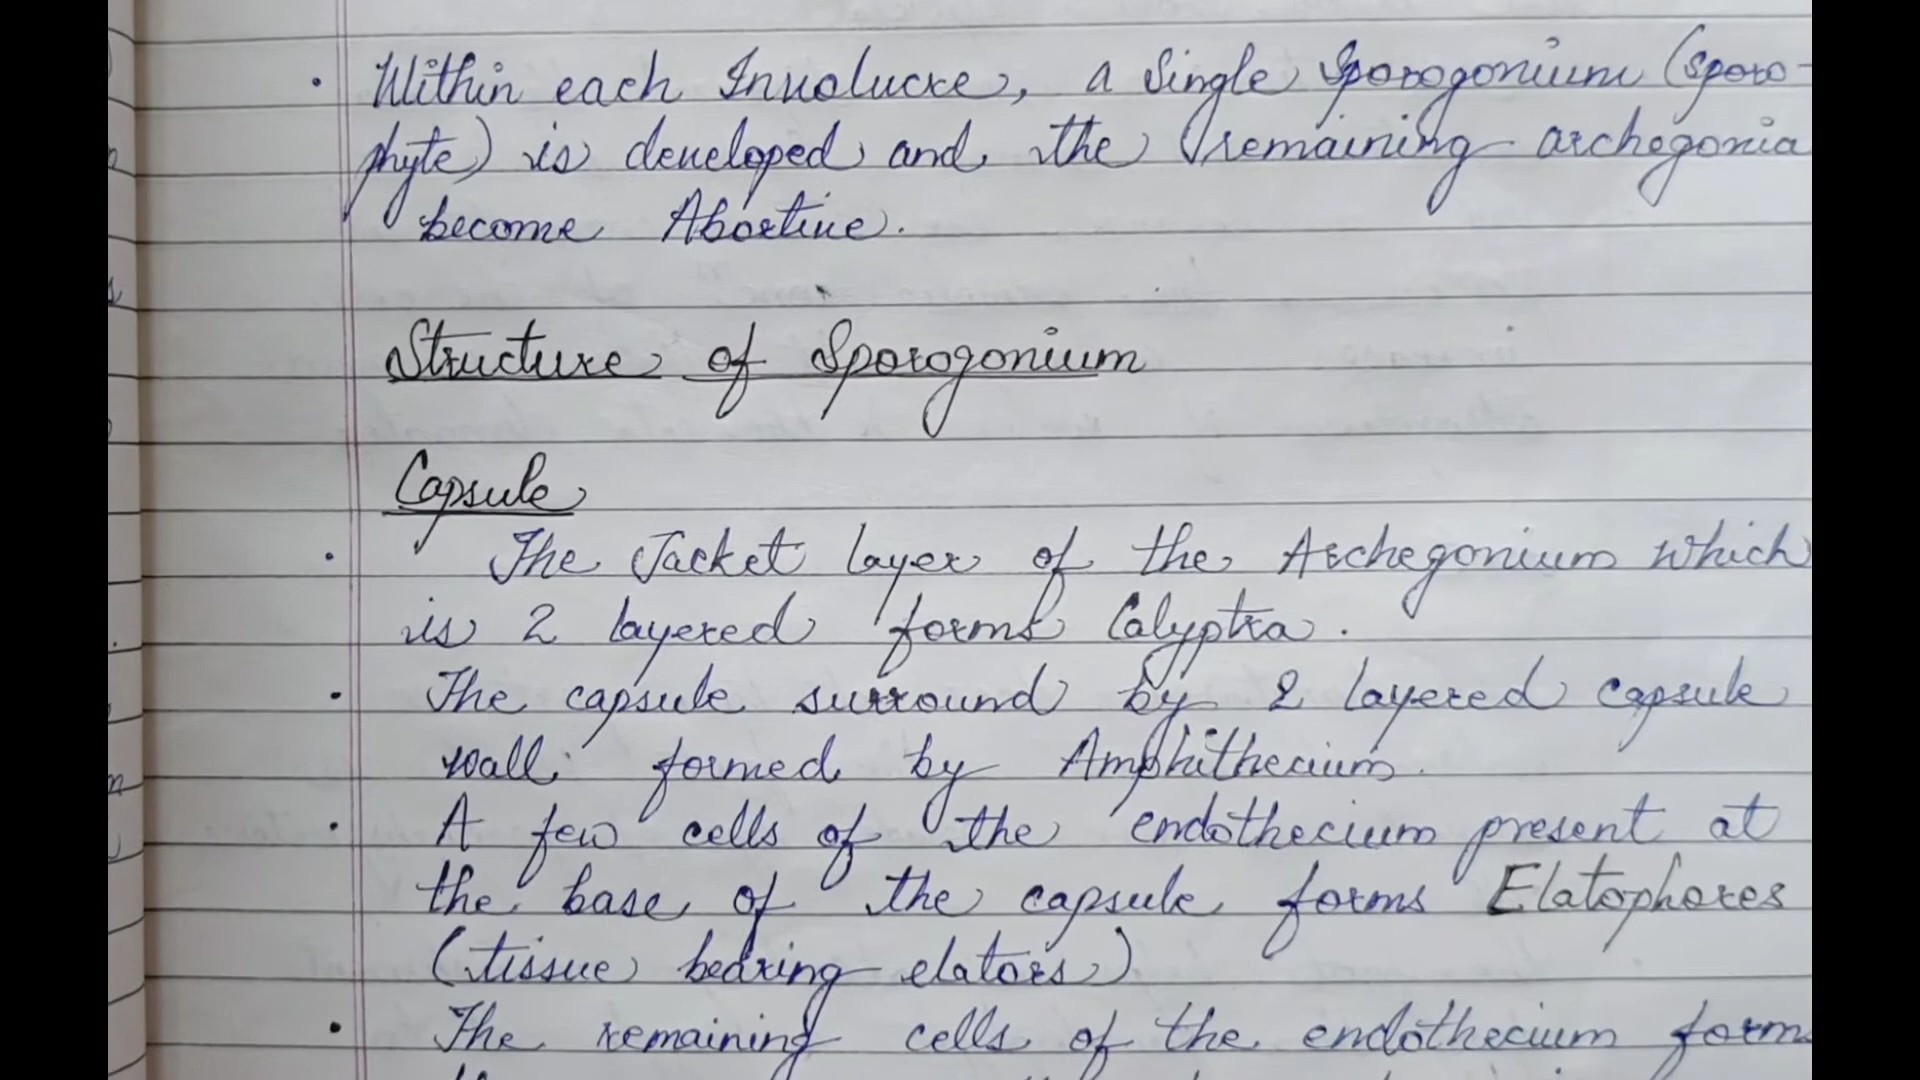 • Within each Involucre, a Single Sporogonium (sporo-
phyte) is developed and the remaining archegonia
become Abortive.
Structure of Sporogonium
Capsule
• The Jacket layer of the Archegonium which
is 2 layered forms Calyptra.
• The capsule surround by 2 layered capsule
wall formed by Amphithecium.
• A few cells of the endothecium present at
the base of the capsule forms Elatophores
(tissue bearing elators)
• The remaining cells of the endothecium forms